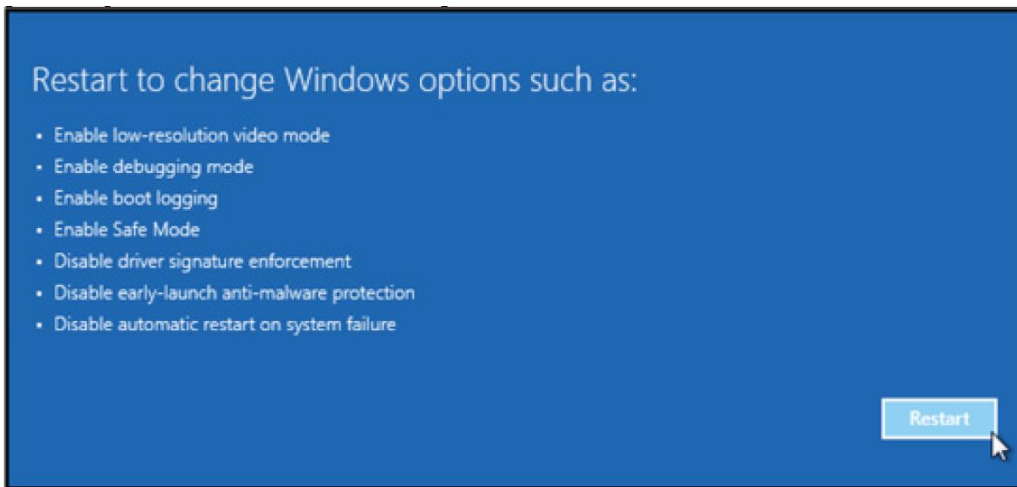 Restart to change Windows options such as:
• Enable low-resolution video mode
• Enable debugging mode
• Enable boot logging
• Enable Safe Mode
• Disable driver signature enforcement
• Disable early-launch anti-malware protection
• Disable automatic restart on system failure
Restart